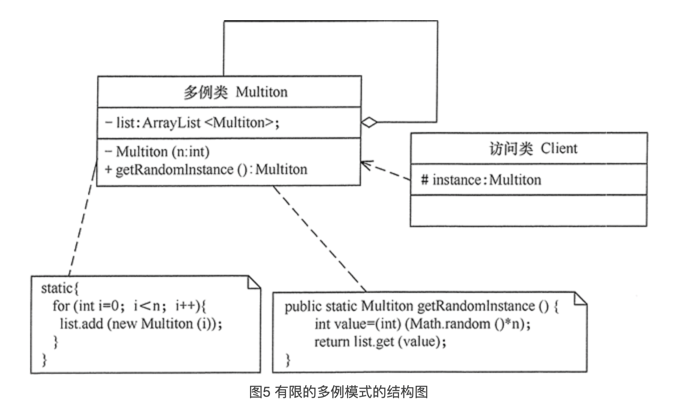 多例类 Multiton
- list:ArrayList <Multiton>;
- Multiton (n:int)
+ getRandomInstance ():Multiton
访问类 Client
# instance:Multiton
static{
for (int i=0; i<n; i++){
list.add (new Multiton (i));
}
}
public static Multiton getRandomInstance () {
int value=(int) (Math.random ()*n);
return list.get (value);
}
图5 有限的多例模式的结构图